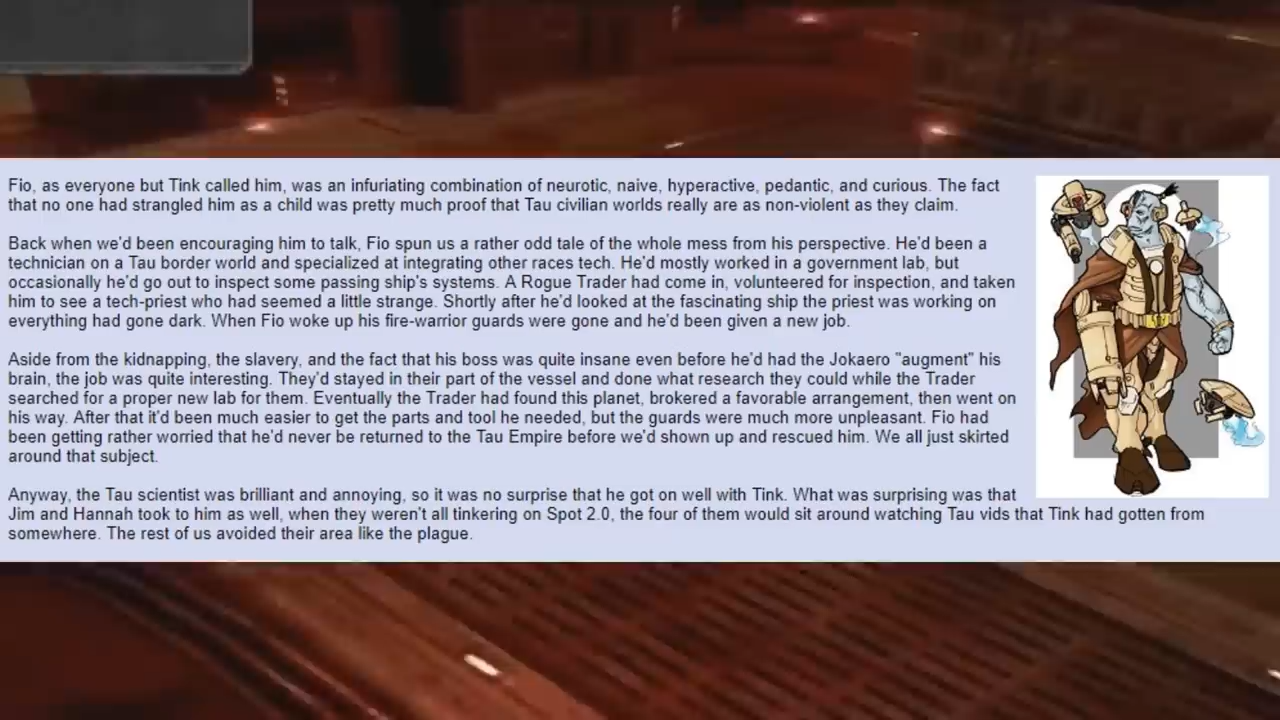 Fio, as everyone but Tink called him, was an infuriating combination of neurotic, naive, hyperactive, pedantic, and curious. The fact
that no one had strangled him as a child was pretty much proof that Tau civilian worlds really are as non-violent as they claim.
Back when we'd been encouraging him to talk, Fio spun us a rather odd tale of the whole mess from his perspective. He'd been a
technician on a Tau border world and specialized at integrating other races tech. He'd mostly worked in a government lab, but
occasionally he'd go out to inspect some passing ship's systems. A Rogue Trader had come in, volunteered for inspection, and taken
him to see a tech-priest who had seemed a little strange. Shortly after he'd looked at the fascinating ship the priest was working on
everything had gone dark. When Fio woke up his fire-warrior guards were gone and he'd been given a new job.
Aside from the kidnapping, the slavery, and the fact that his boss was quite insane even before he'd had the Jokaero "augment" his
brain, the job was quite interesting. They'd stayed in their part of the vessel and done what research they could while the Trader
searched for a proper new lab for them. Eventually the Trader had found this planet, brokered a favorable arrangement, then went on
his way. After that it'd been much easier to get the parts and tool he needed, but the guards were much more unpleasant. Fio had
been getting rather worried that he'd never be returned to the Tau Empire before we'd shown up and rescued him. We all just skirted
around that subject.
Anyway, the Tau scientist was brilliant and annoying, so it was no surprise that he got on well with Tink. What was surprising was that
Jim and Hannah took to him as well, when they weren't all tinkering on Spot 2.0, the four of them would sit around watching Tau vids that Tink had gotten from
somewhere. The rest of us avoided their area like the plague.